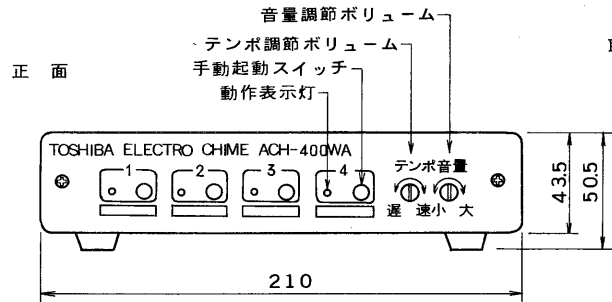 音量調節ボリューム
テンポ調節ボリューム
正面
手動起動スイッチ
動作表示灯
TOSHIBA ELECTRO CHIME ACH-400WA
テンポ音量
1 2 3 4
遅 速小 大
43.5
50.5
210